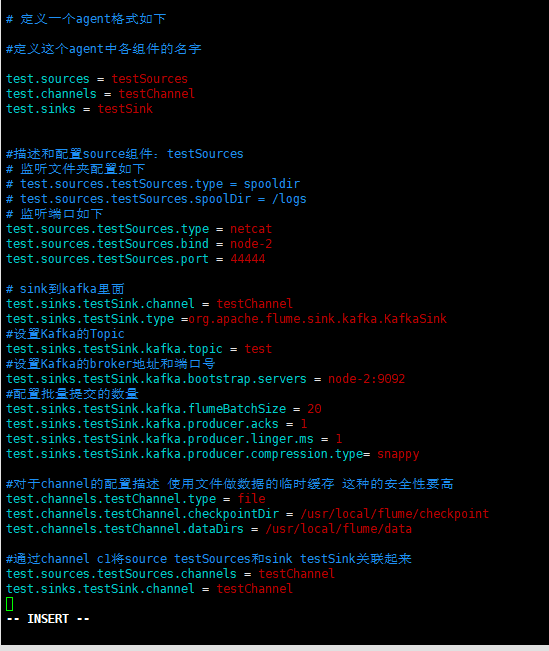 # 定义一个agent格式如下
#定义这个agent中各组件的名字
test.sources = testSources
test.channels = testChannel
test.sinks = testSink
#描述和配置source组件：testSources
# 监听文件夹配置如下
# test.sources.testSources.type = spooldir
# test.sources.testSources.spoolDir = /logs
# 监听端口如下
test.sources.testSources.type = netcat
test.sources.testSources.bind = node-2
test.sources.testSources.port = 44444
# sink到kafka里面
test.sinks.testSink.channel = testChannel
test.sinks.testSink.type =org.apache.flume.sink.kafka.KafkaSink
#设置Kafka的Topic
test.sinks.testSink.kafka.topic = test
#设置Kafka的broker地址和端口号
test.sinks.testSink.kafka.bootstrap.servers = node-2:9092
#配置批量提交的数量
test.sinks.testSink.kafka.flumeBatchSize = 20
test.sinks.testSink.kafka.producer.acks = 1
test.sinks.testSink.kafka.producer.linger.ms = 1
test.sinks.testSink.kafka.producer.compression.type= snappy
#对于channel的配置描述 使用文件做数据的临时缓存 这种的安全性要高
test.channels.testChannel.type = file
test.channels.testChannel.checkpointDir = /usr/local/flume/checkpoint
test.channels.testChannel.dataDirs = /usr/local/flume/data
#通过channel c1将source testSources和sink testSink关联起来
test.sources.testSources.channels = testChannel
test.sinks.testSink.channel = testChannel
-- INSERT --